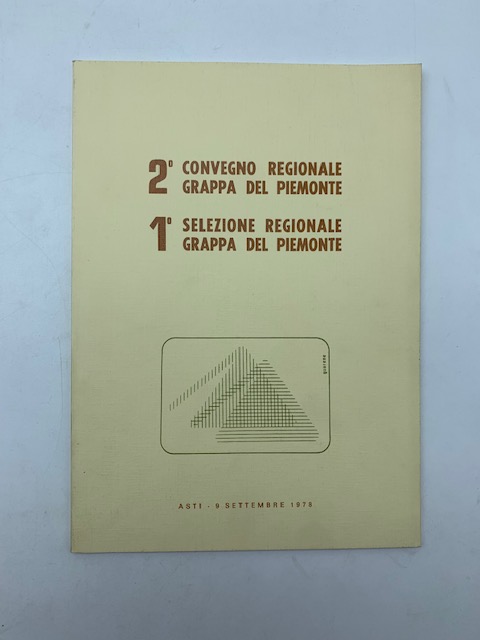 2° CONVEGNO REGIONALE
GRAPPA DEL PIEMONTE
1° SELEZIONE REGIONALE
GRAPPA DEL PIEMONTE
ASTI - 9 SETTEMBRE 1978